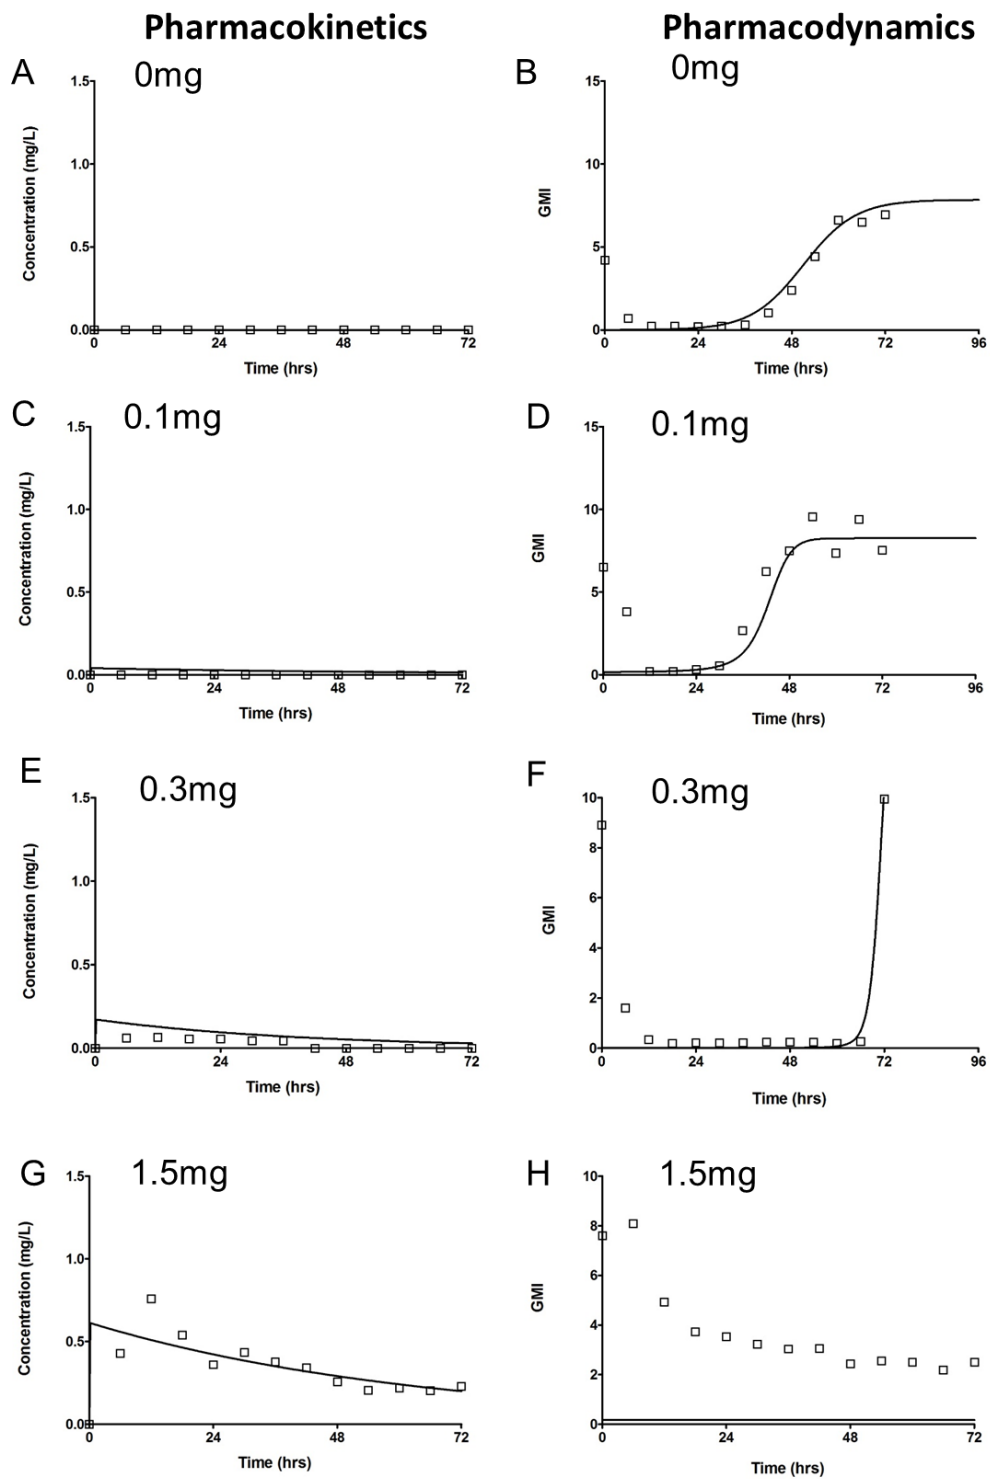 Pharmacokinetics
Pharmacodynamics
A
0mg
1.5
1.0
0.5
0.0
Concentration (mg/L)
0 24 48 72
Time (hrs)
B
0mg
15
10
5
0
GMI
0 24 48 72 96
Time (hrs)
C
0.1mg
1.5
1.0
0.5
0.0
Concentration (mg/L)
0 24 48 72
Time (hrs)
D
0.1mg
15
10
5
0
GMI
0 24 48 72 96
Time (hrs)
E
0.3mg
1.5
1.0
0.5
0.0
Concentration (mg/L)
0 24 48 72
Time (hrs)
F
0.3mg
10
8
6
4
2
0
GMI
0 24 48 72 96
Time (hrs)
G
1.5mg
1.5
1.0
0.5
0.0
Concentration (mg/L)
0 24 48 72
Time (hrs)
H
1.5mg
10
8
6
4
2
0
GMI
0 24 48 72
Time (hrs)